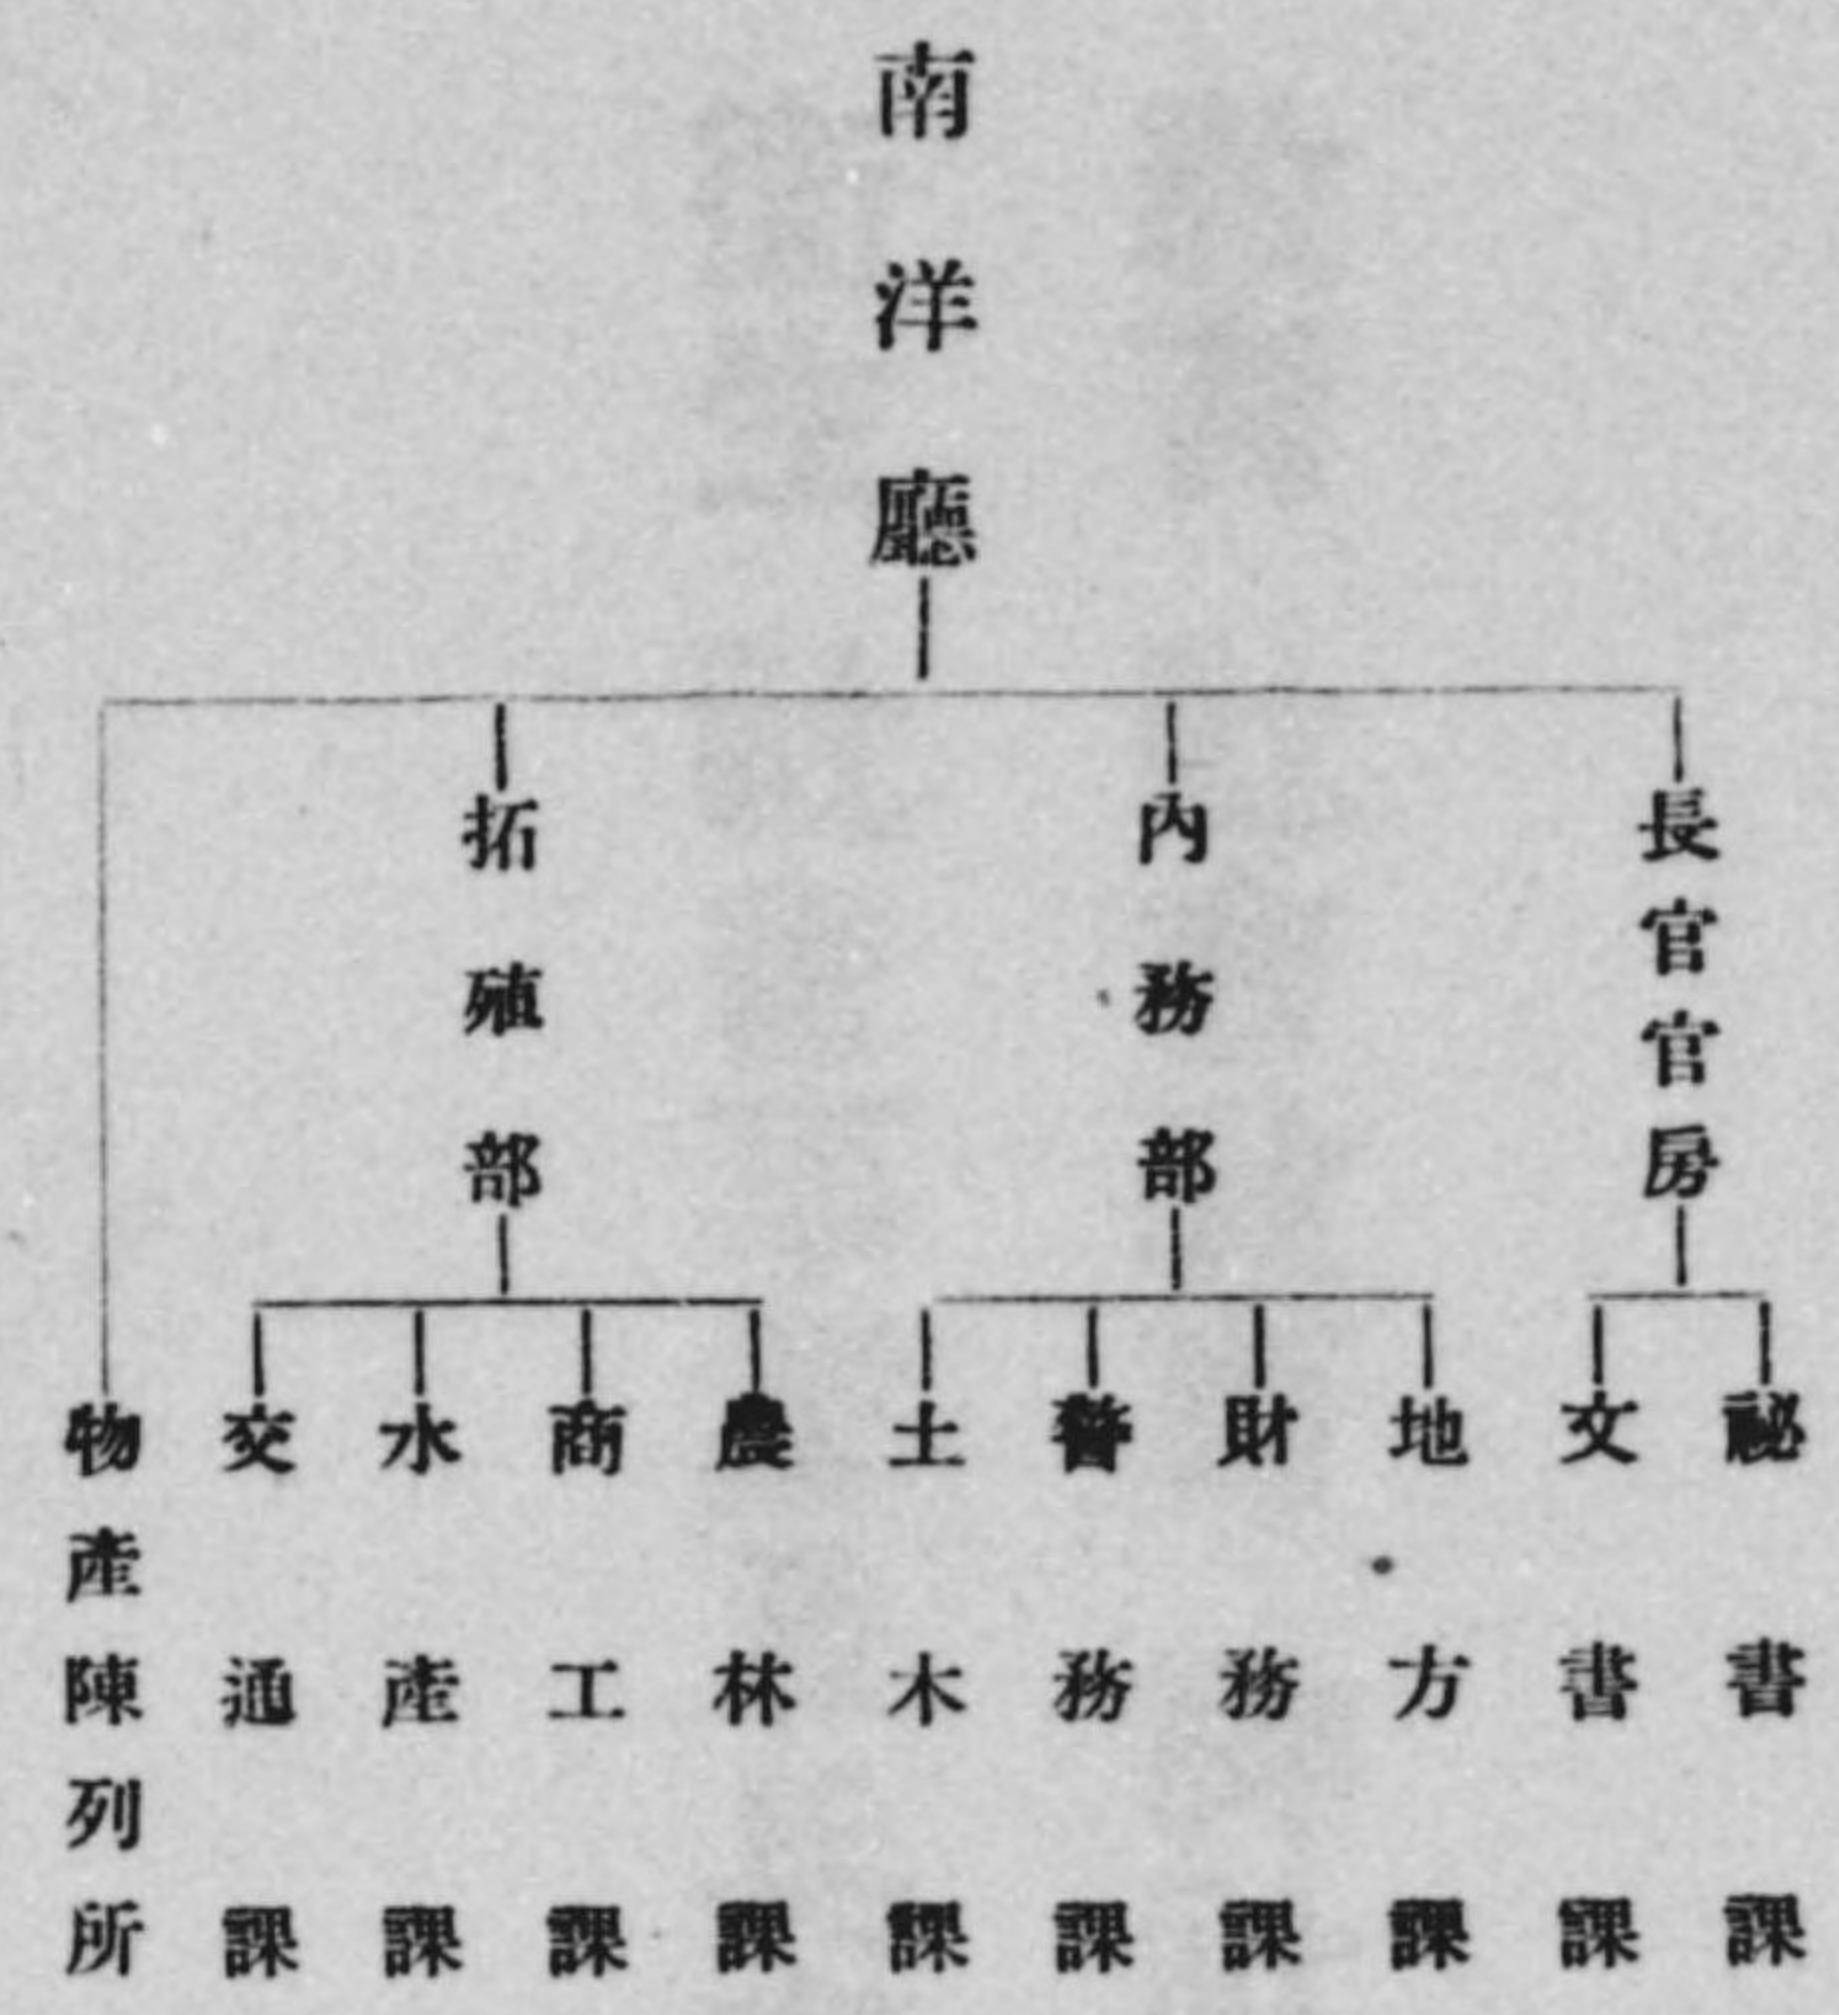 南洋廳
長官官房
內務部
拓殖部
祕書課
文書課
地方課
財務課
警務課
土木課
農林課
商工課
水產課
交通課
物產陳列所